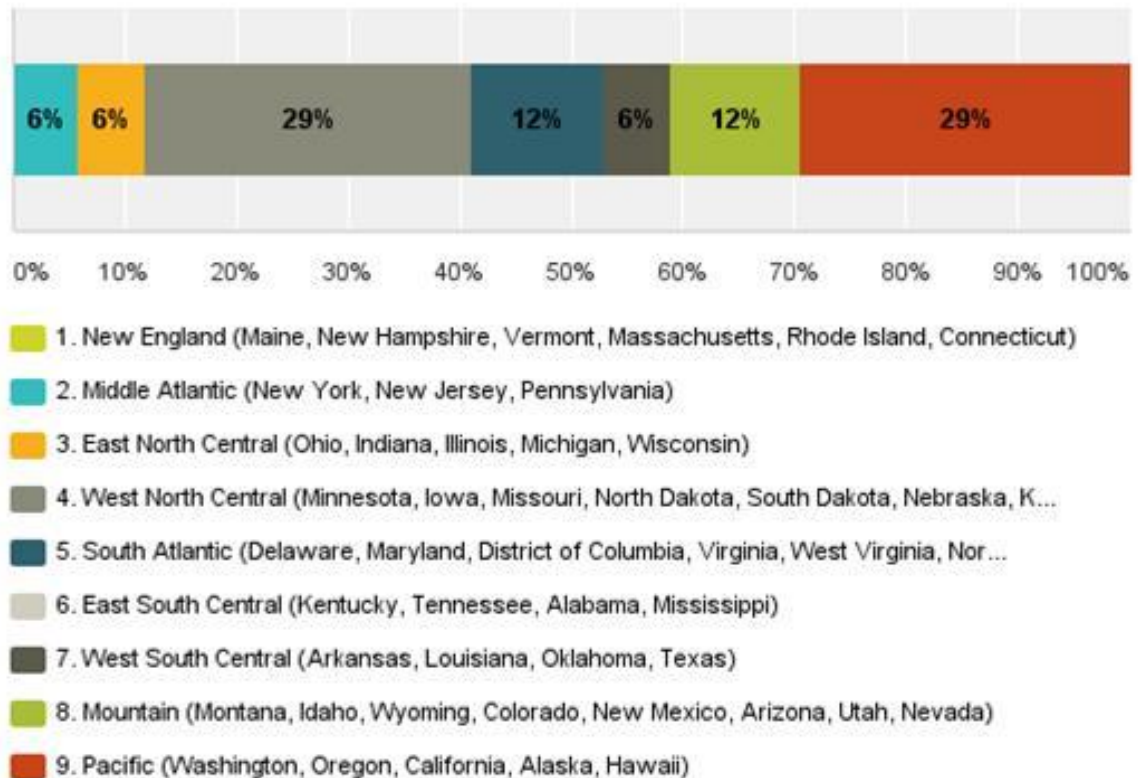 6% 6% 29% 12% 6% 12% 29%
0% 10% 20% 30% 40% 50% 60% 70% 80% 90% 100%
1. New England (Maine, New Hampshire, Vermont, Massachusetts, Rhode Island, Connecticut)
2. Middle Atlantic (New York, New Jersey, Pennsylvania)
3. East North Central (Ohio, Indiana, Illinois, Michigan, Wisconsin)
4. West North Central (Minnesota, Iowa, Missouri, North Dakota, South Dakota, Nebraska, K...
5. South Atlantic (Delaware, Maryland, District of Columbia, Virginia, West Virginia, Nor...
6. East South Central (Kentucky, Tennessee, Alabama, Mississippi)
7. West South Central (Arkansas, Louisiana, Oklahoma, Texas)
8. Mountain (Montana, Idaho, Wyoming, Colorado, New Mexico, Arizona, Utah, Nevada)
9. Pacific (Washington, Oregon, California, Alaska, Hawaii)